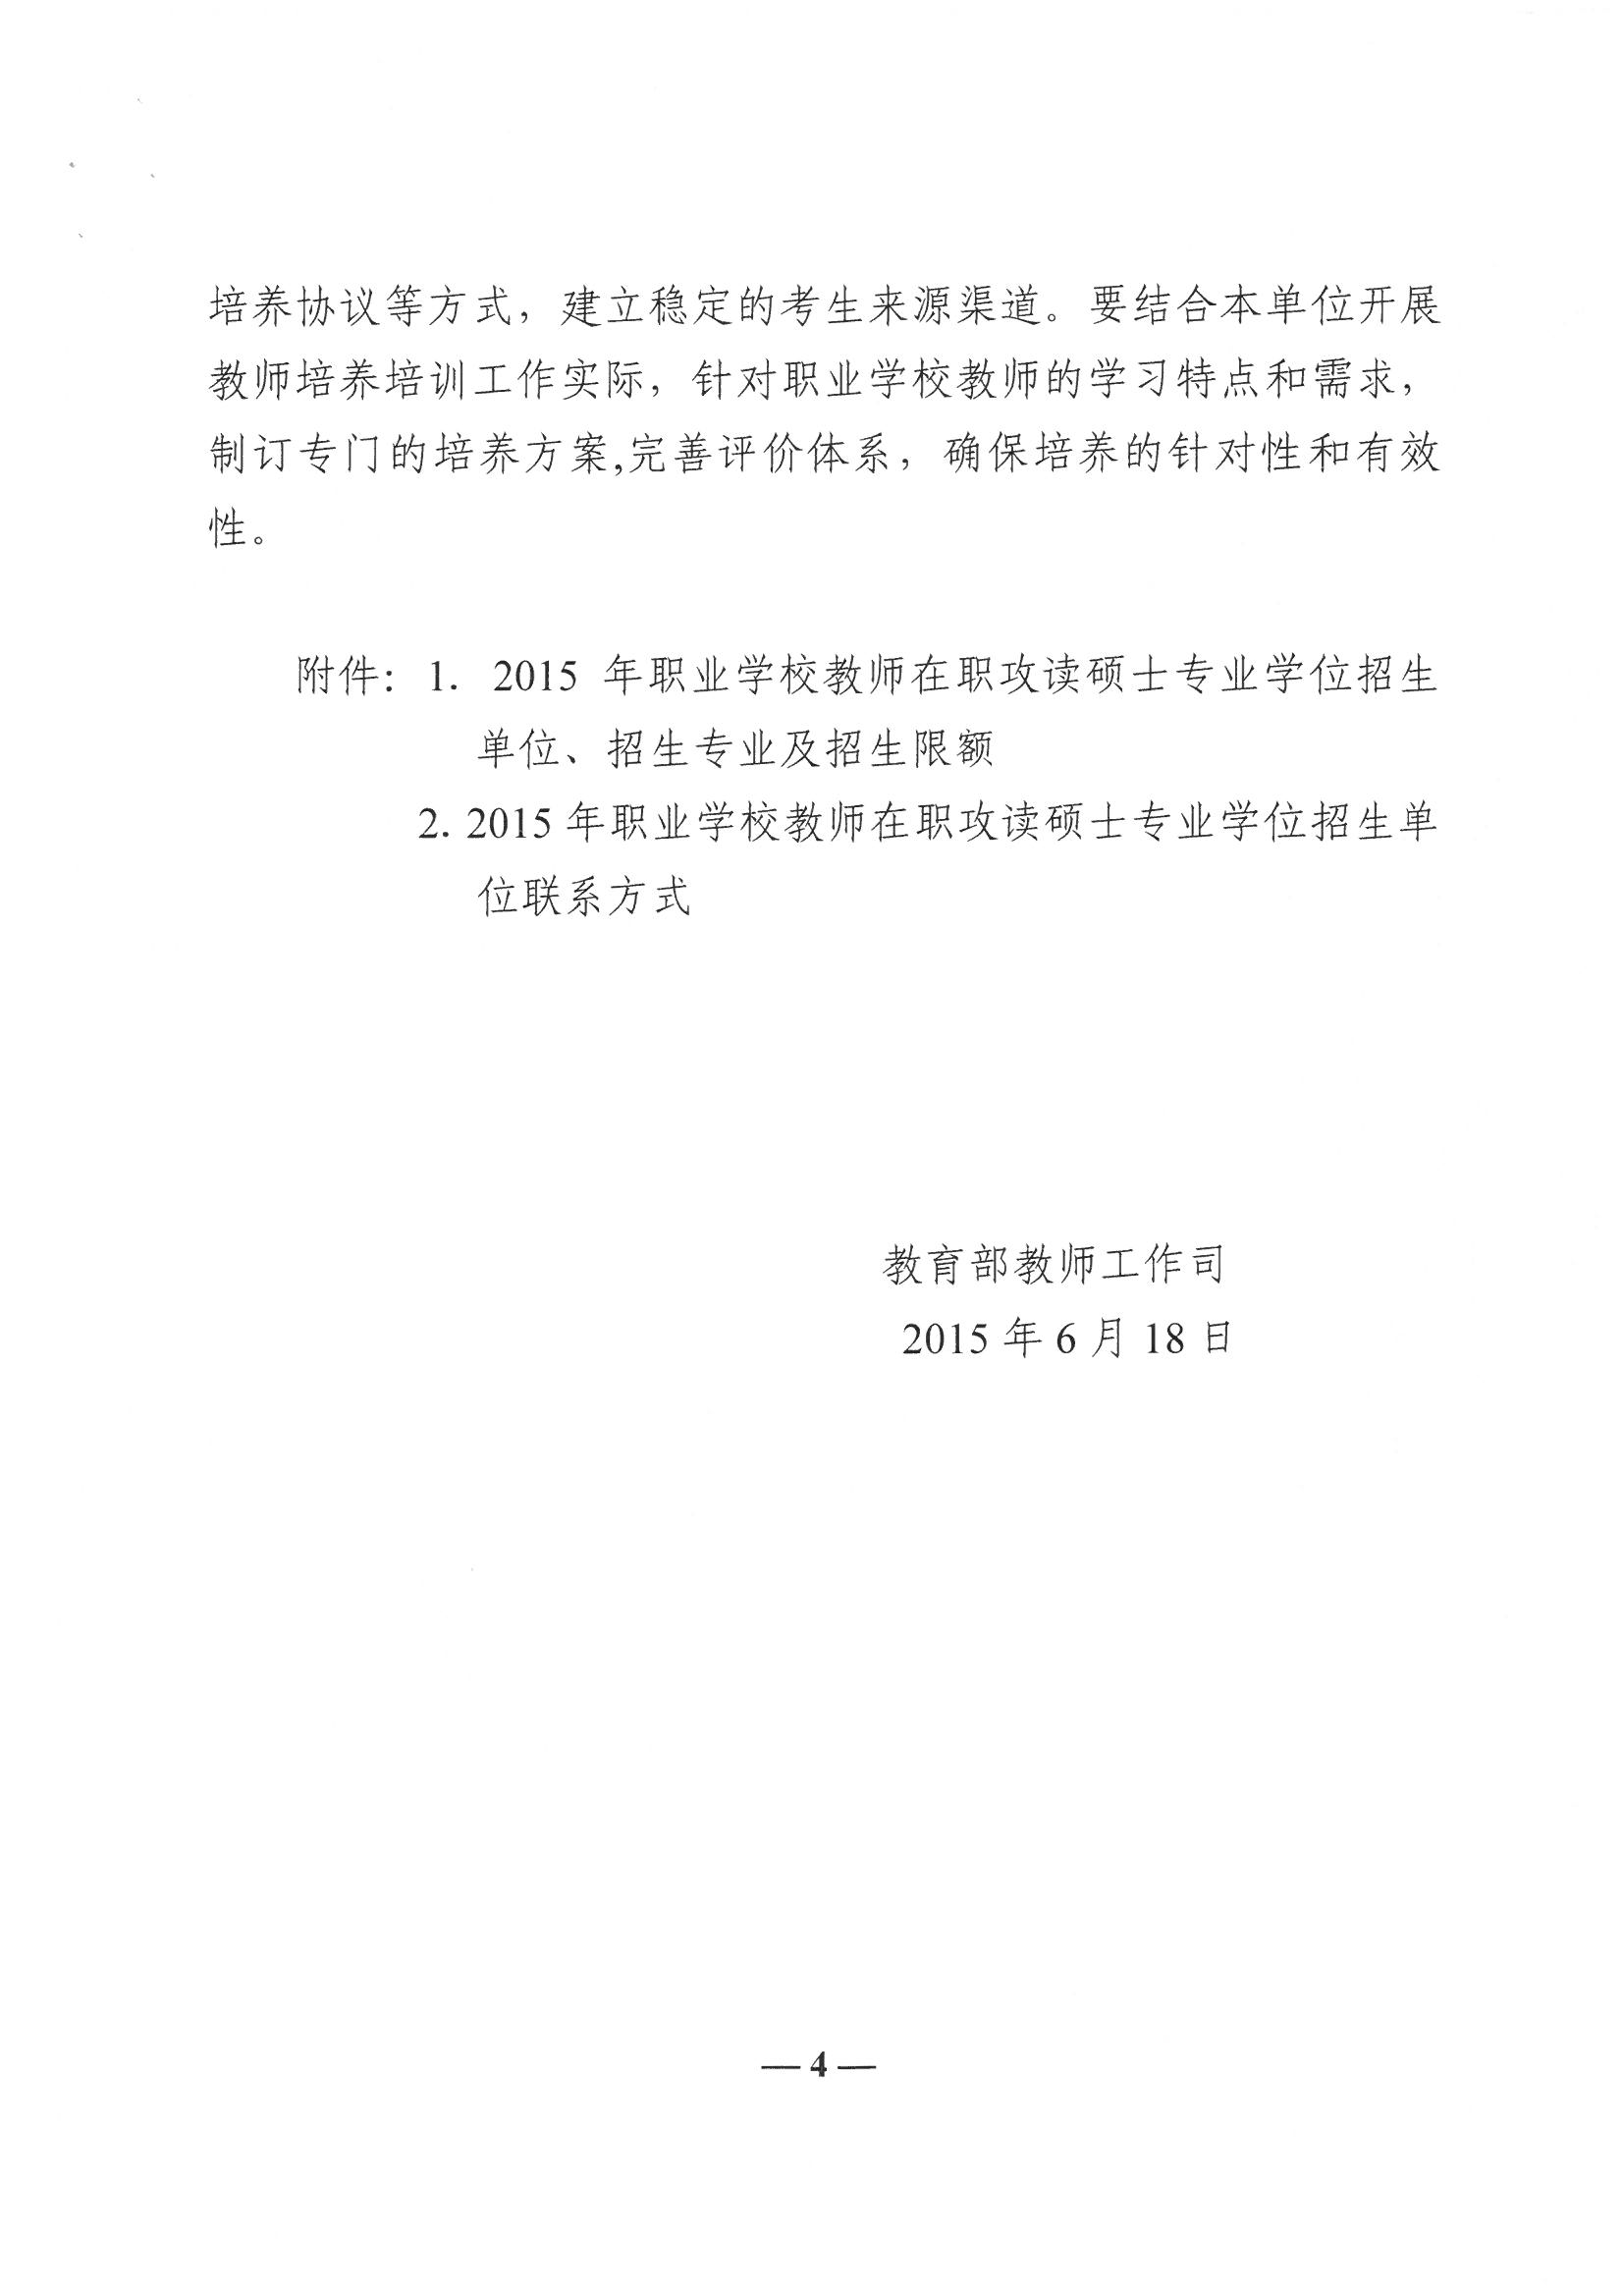 培养协议等方式，建立稳定的考生来源渠道。要结合本单位开展
教师培养培训工作实际，针对职业学校教师的学习特点和需求，
制订专门的培养方案,完善评价体系，确保培养的针对性和有效
性。
附件：1. 2015 年职业学校教师在职攻读硕士专业学位招生
单位、招生专业及招生限额
2. 2015 年职业学校教师在职攻读硕士专业学位招生单
位联系方式
教育部教师工作司
2015 年 6 月 18 日
— 4 —